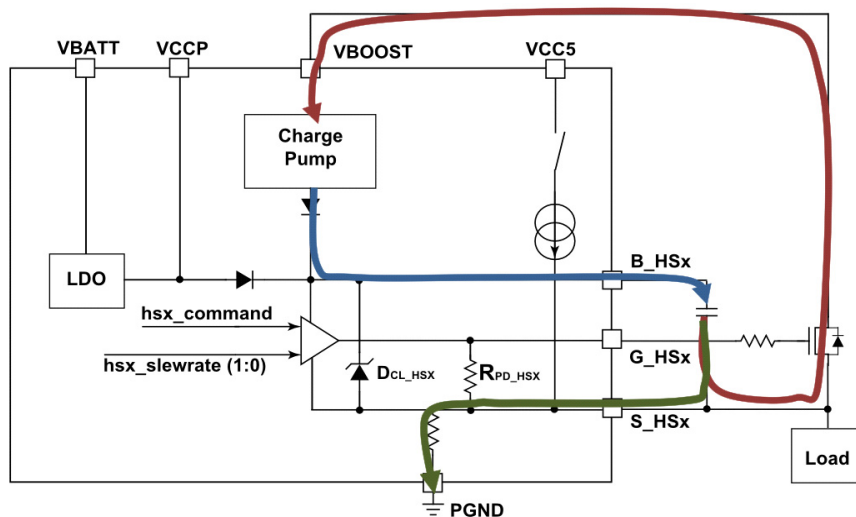 VBATT
VCCP
VBOOST
VCC5
Charge
Pump
LDO
B_HSx
hsx_command
G_HSx
hsx_slewrate (1:0)
DCL_HSX
RPD_HSX
S_HSx
Load
PGND